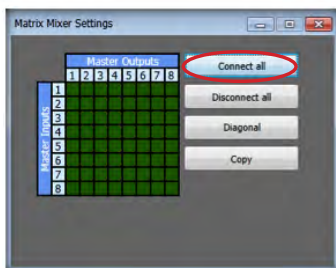 Matrix Mixer Settings
Master Outputs
1 2 3 4 5 6 7 8
Master Inputs
1
2
3
4
5
6
7
8
Connect all
Disconnect all
Diagonal
Copy